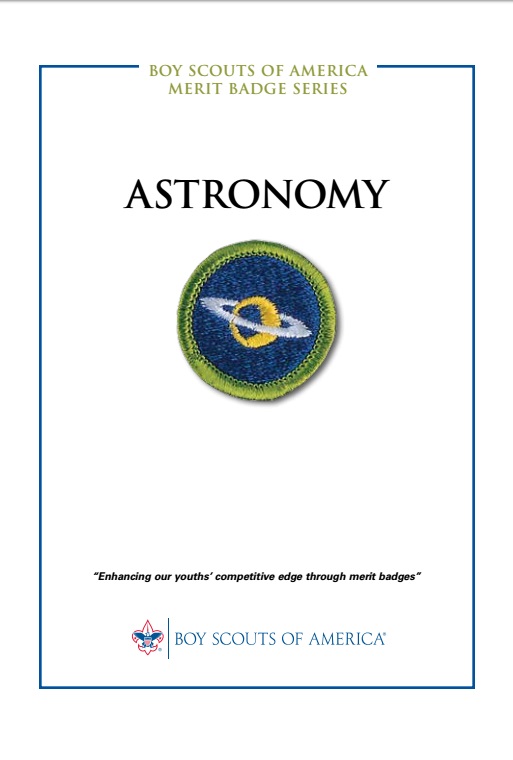 BOY SCOUTS OF AMERICA
MERIT BADGE SERIES
ASTRONOMY
“Enhancing our youths’ competitive edge through merit badges”
BOY SCOUTS OF AMERICA®